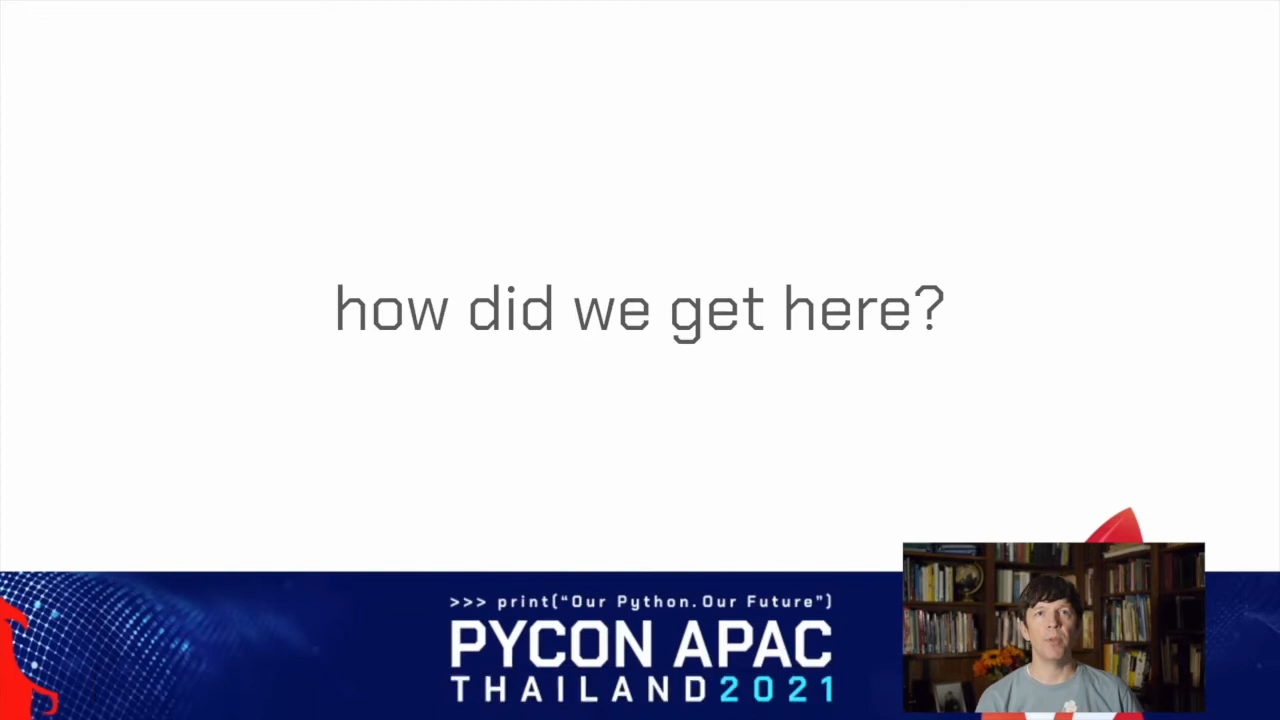 how did we get here?
>>> print(“Our Python.Our Future”)
PYCON APAC
THAILAND2021